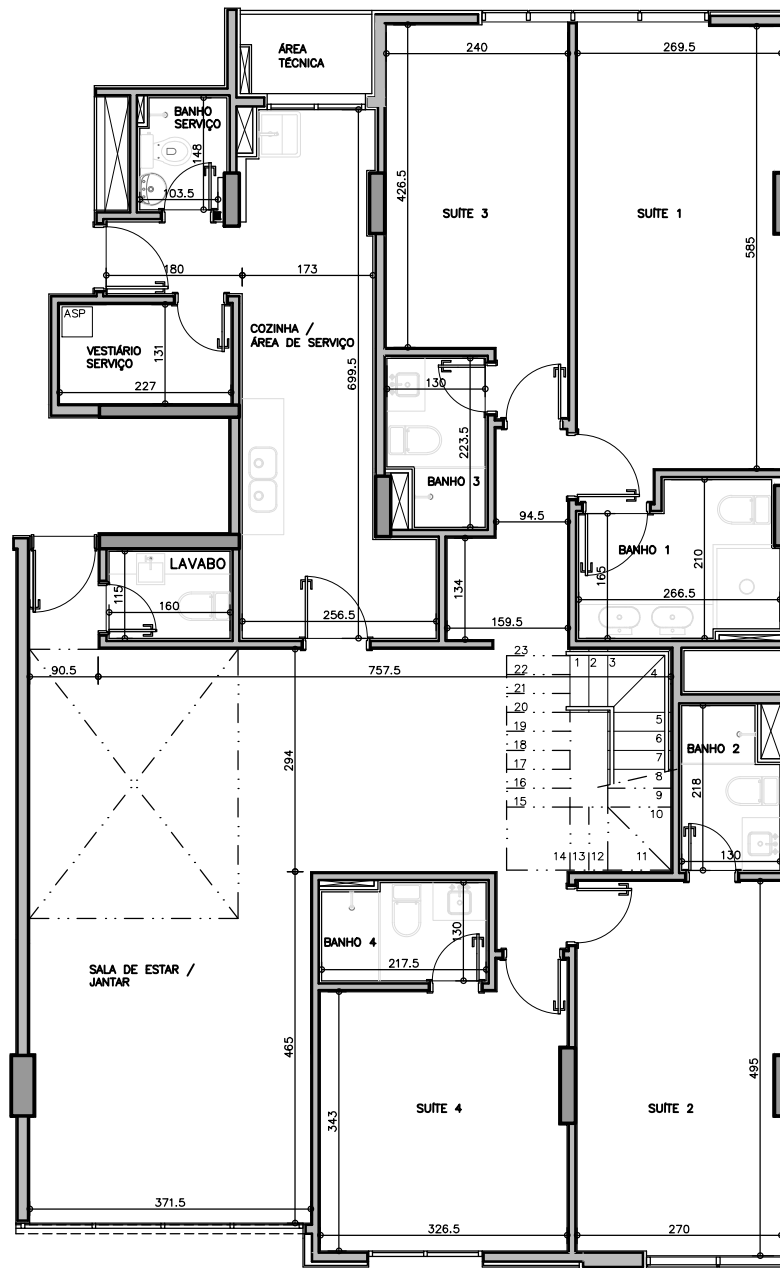 ÁREA
TÉCNICA
240
269.5
BANHO
SERVIÇO
148
103.5
426.5
SUÍTE 3
SUÍTE 1
585
180
173
ASP
VESTIÁRIO
SERVIÇO
131
227
COZINHA /
ÁREA DE SERVIÇO
699.5
130
223.5
BANHO 3
94.5
BANHO 1
165
210
266.5
LAVABO
115
160
256.5
134
159.5
90.5
757.5
23
22
21
20
19
18
17
16
15
14
13
12
11
10
9
8
7
6
5
4
3
2
1
294
BANHO 2
218
130
BANHO 4
130
217.5
SALA DE ESTAR /
JANTAR
465
343
SUÍTE 4
SUÍTE 2
495
371.5
326.5
270